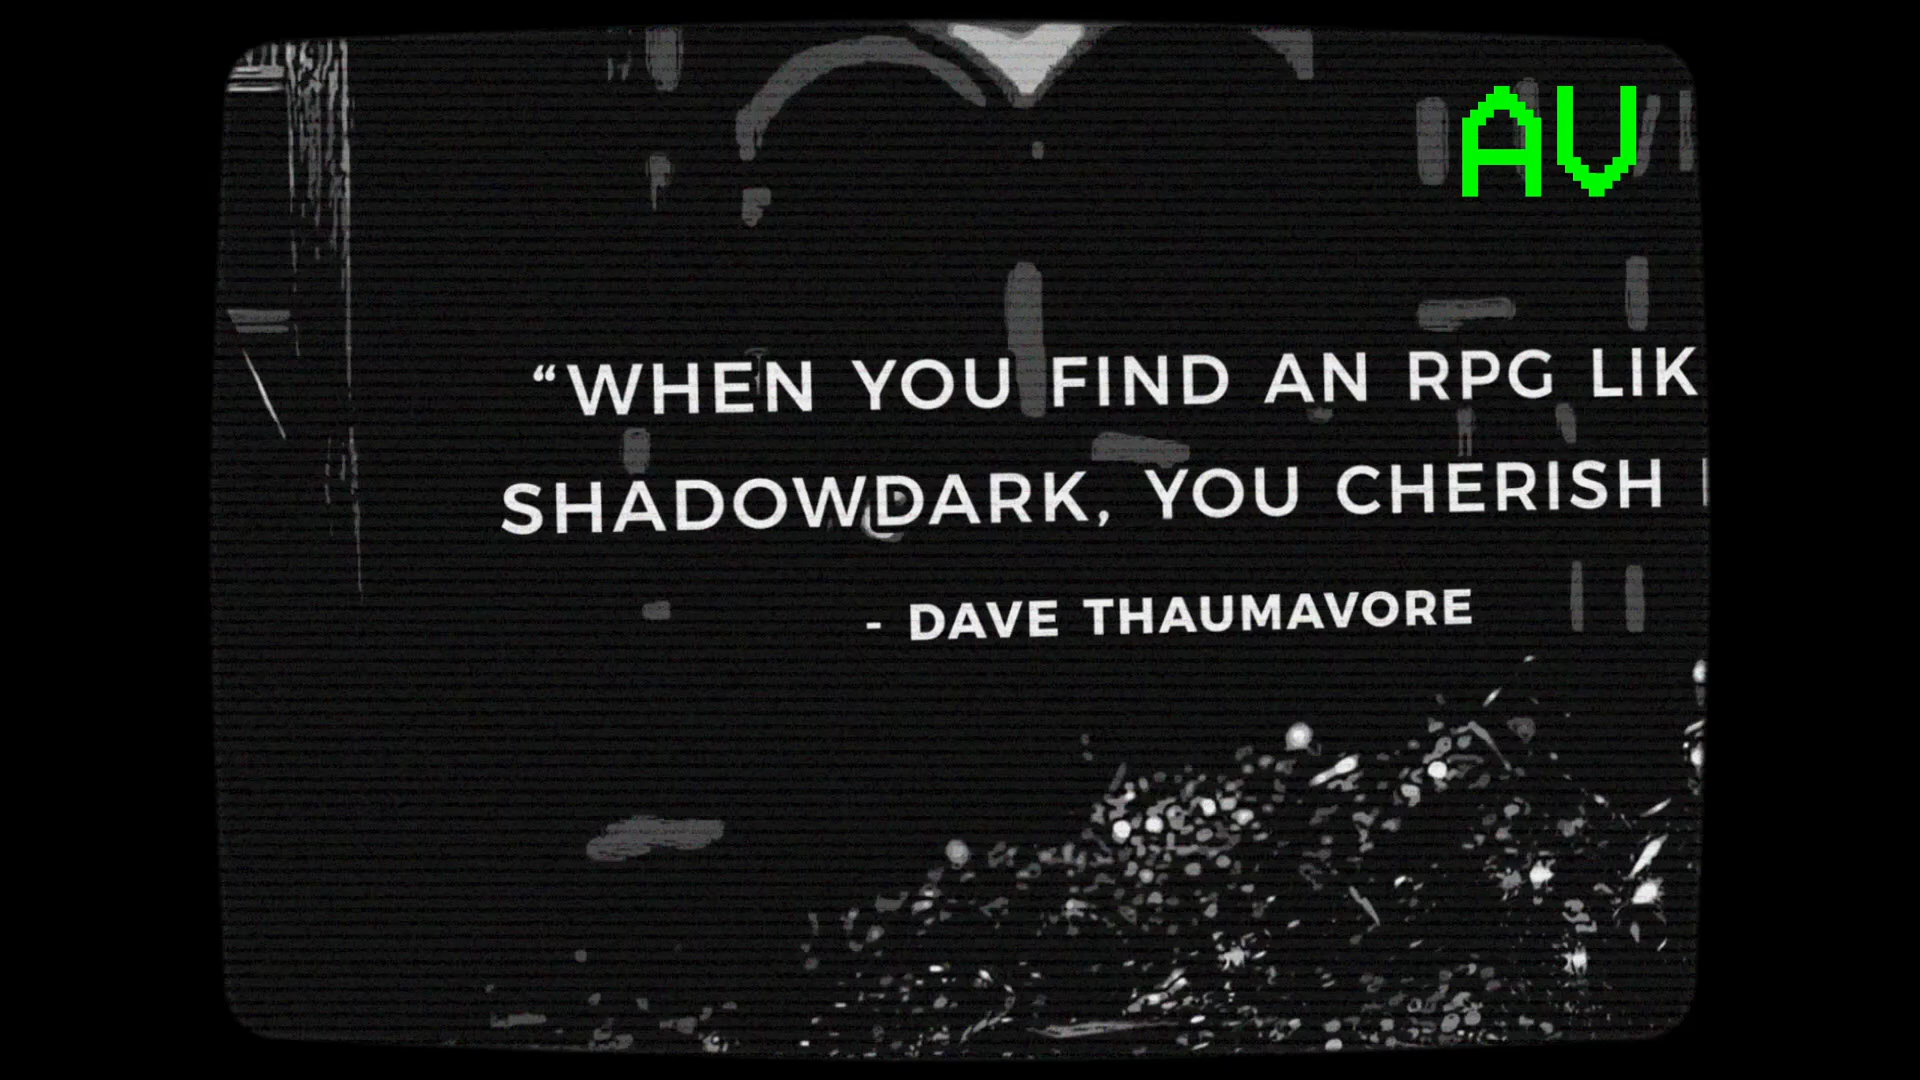 AV
“WHEN YOU FIND AN RPG LIK
SHADOWDARK, YOU CHERISH
- DAVE THAUMAVORE